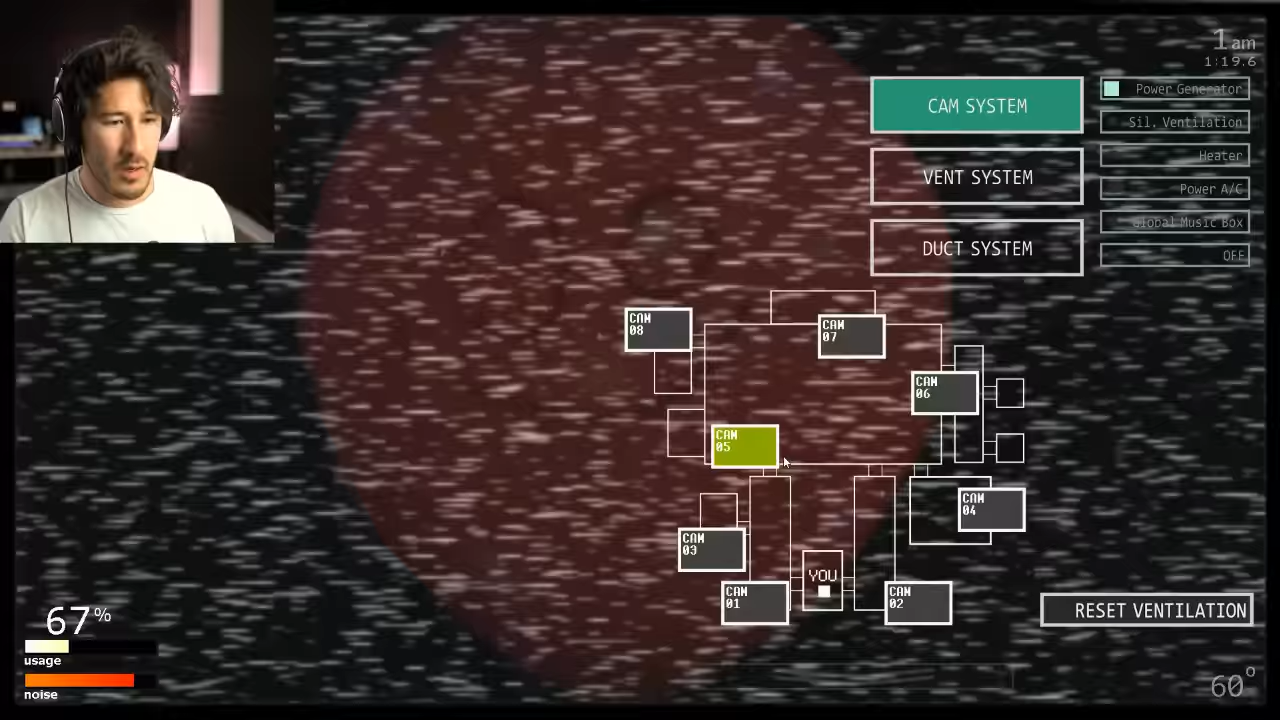 1 am
1:19.6
CAM SYSTEM
Power Generator
Sil. Ventilation
Heater
VENT SYSTEM
Power A/C
Global Music Box
DUCT SYSTEM
OFF
CAM
08
CAM
07
CAM
06
CAM
05
CAM
04
CAM
03
YOU
CAM
01
CAM
02
RESET VENTILATION
67%
usage
noise
60°